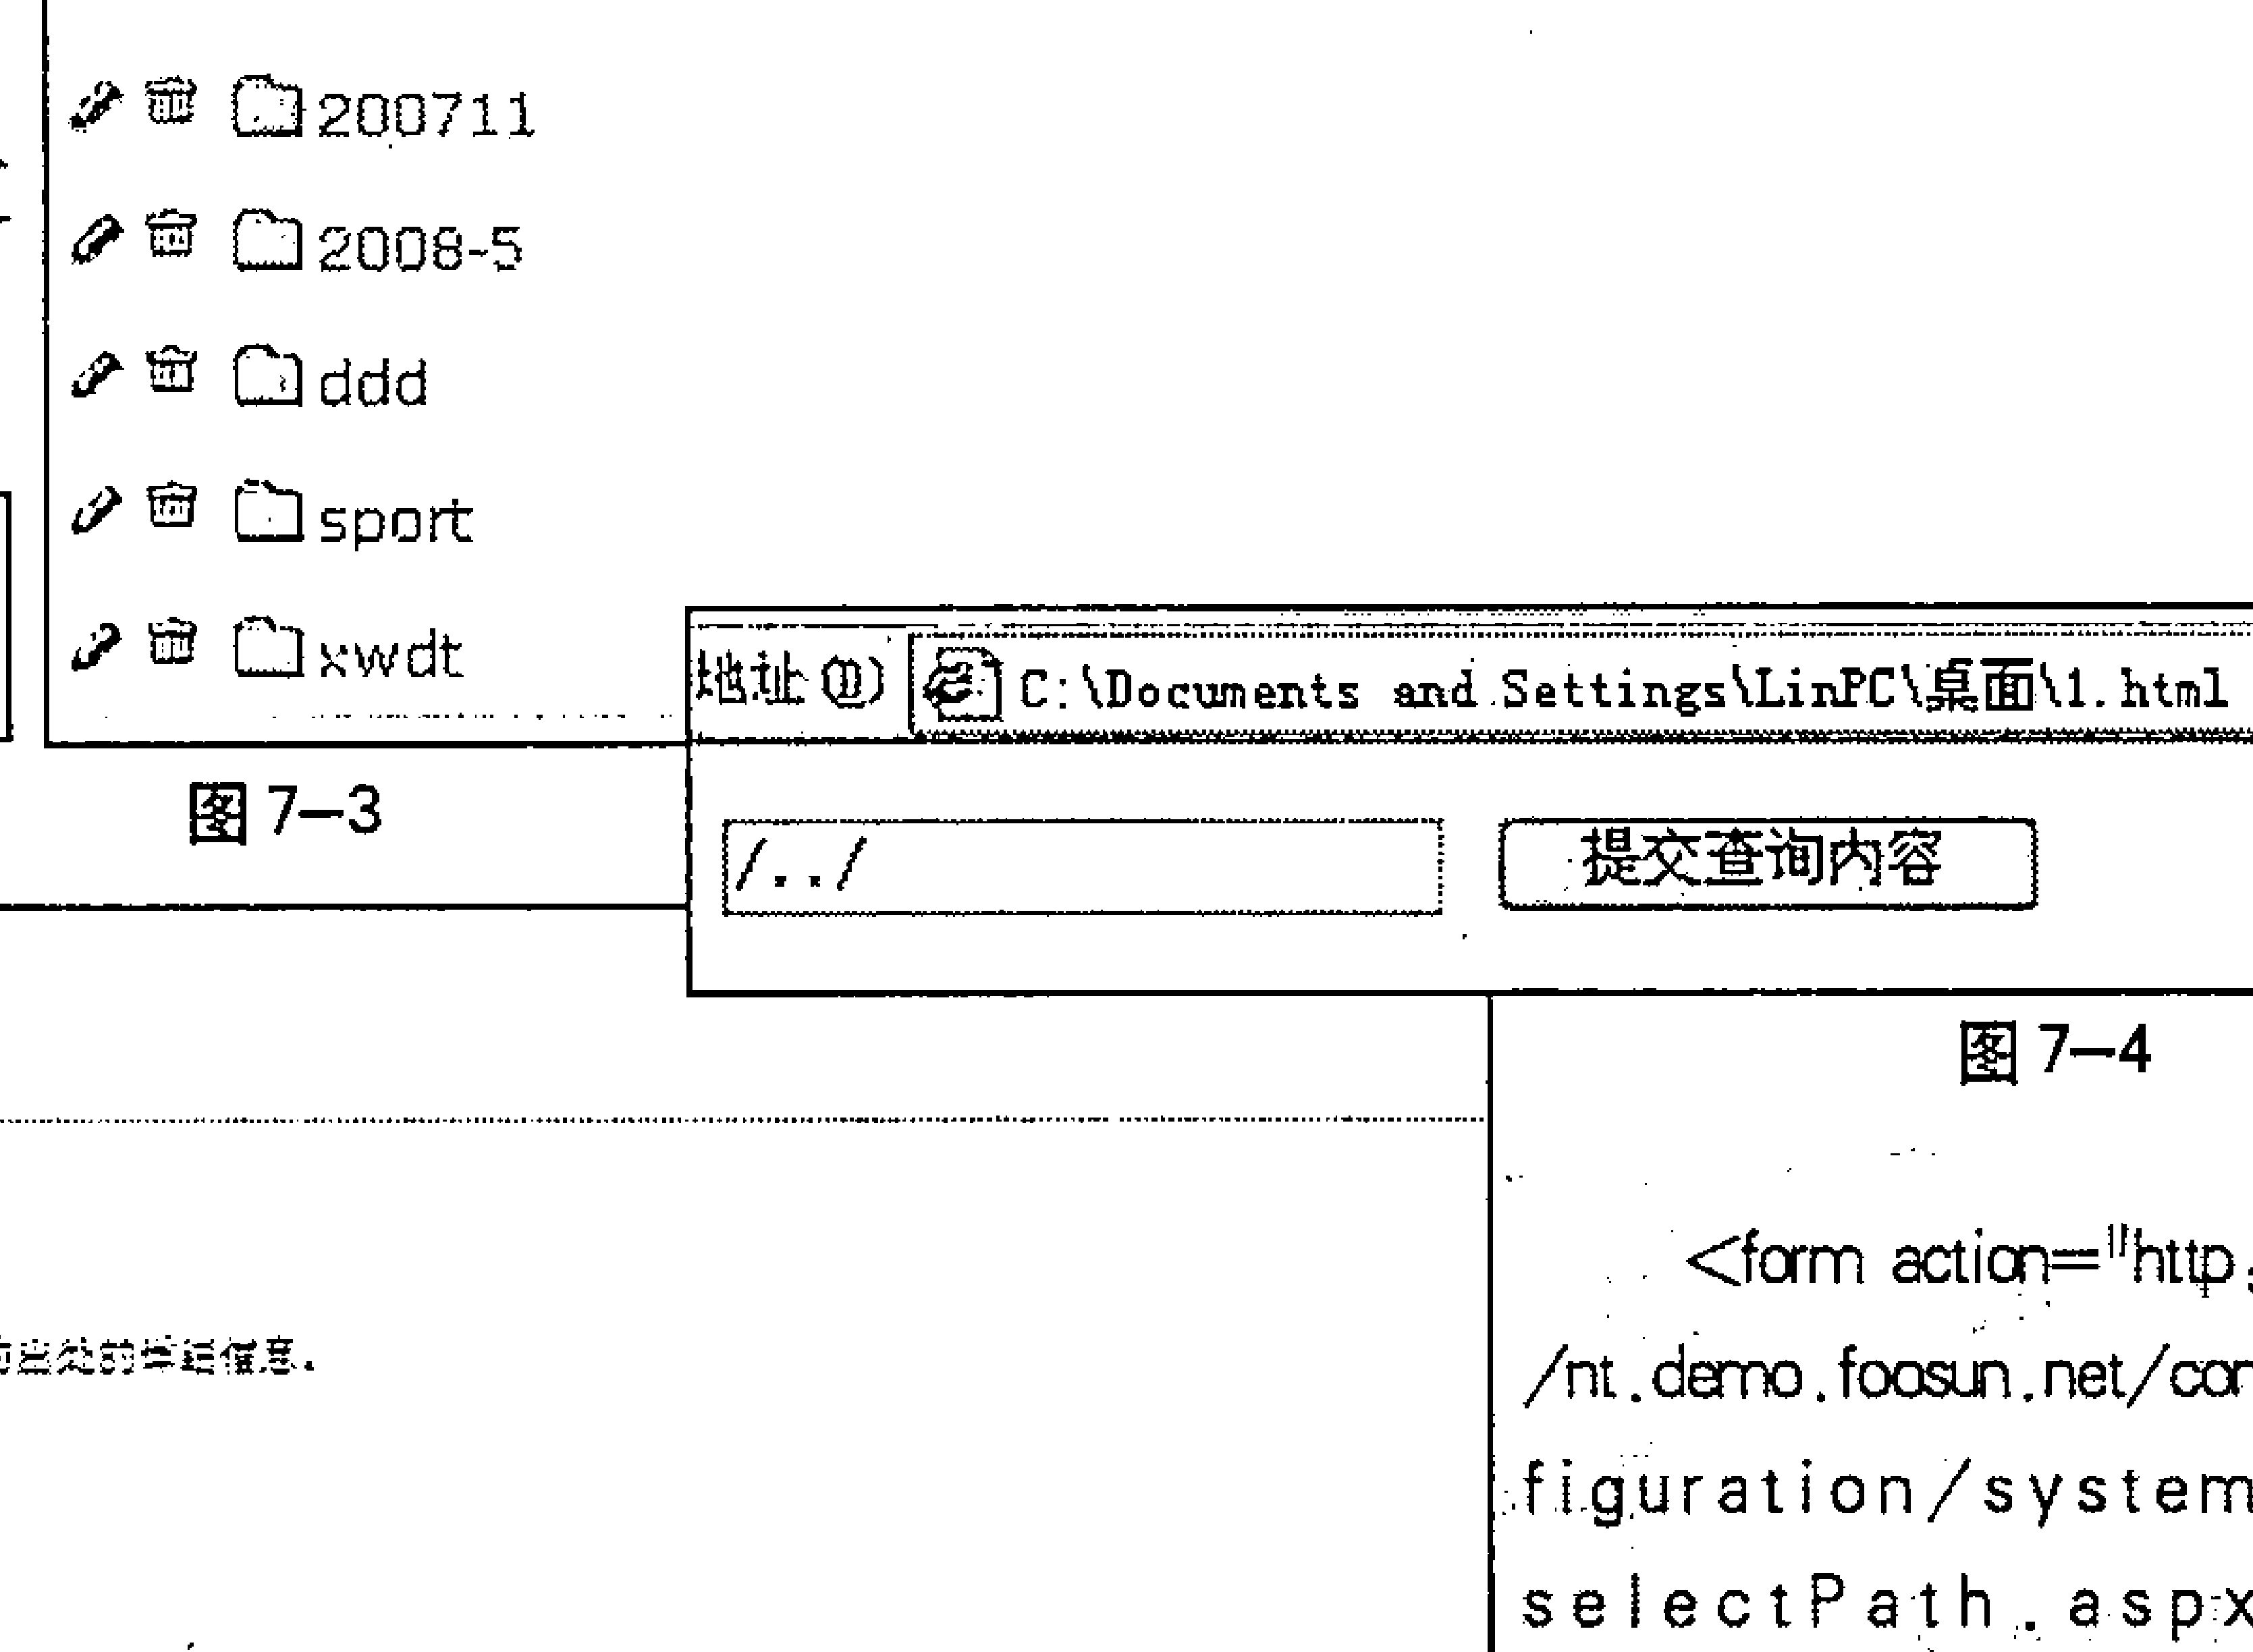 200711
2008-5
ddd
sport
xwdt
图 7-3
地址(D) C:\Documents and Settings\LinPC\桌面\1.html
/../
提交查询内容
图 7-4
<form action="http:
/nt.demo.foosun.net/con
figuration/system
selectPath.aspx